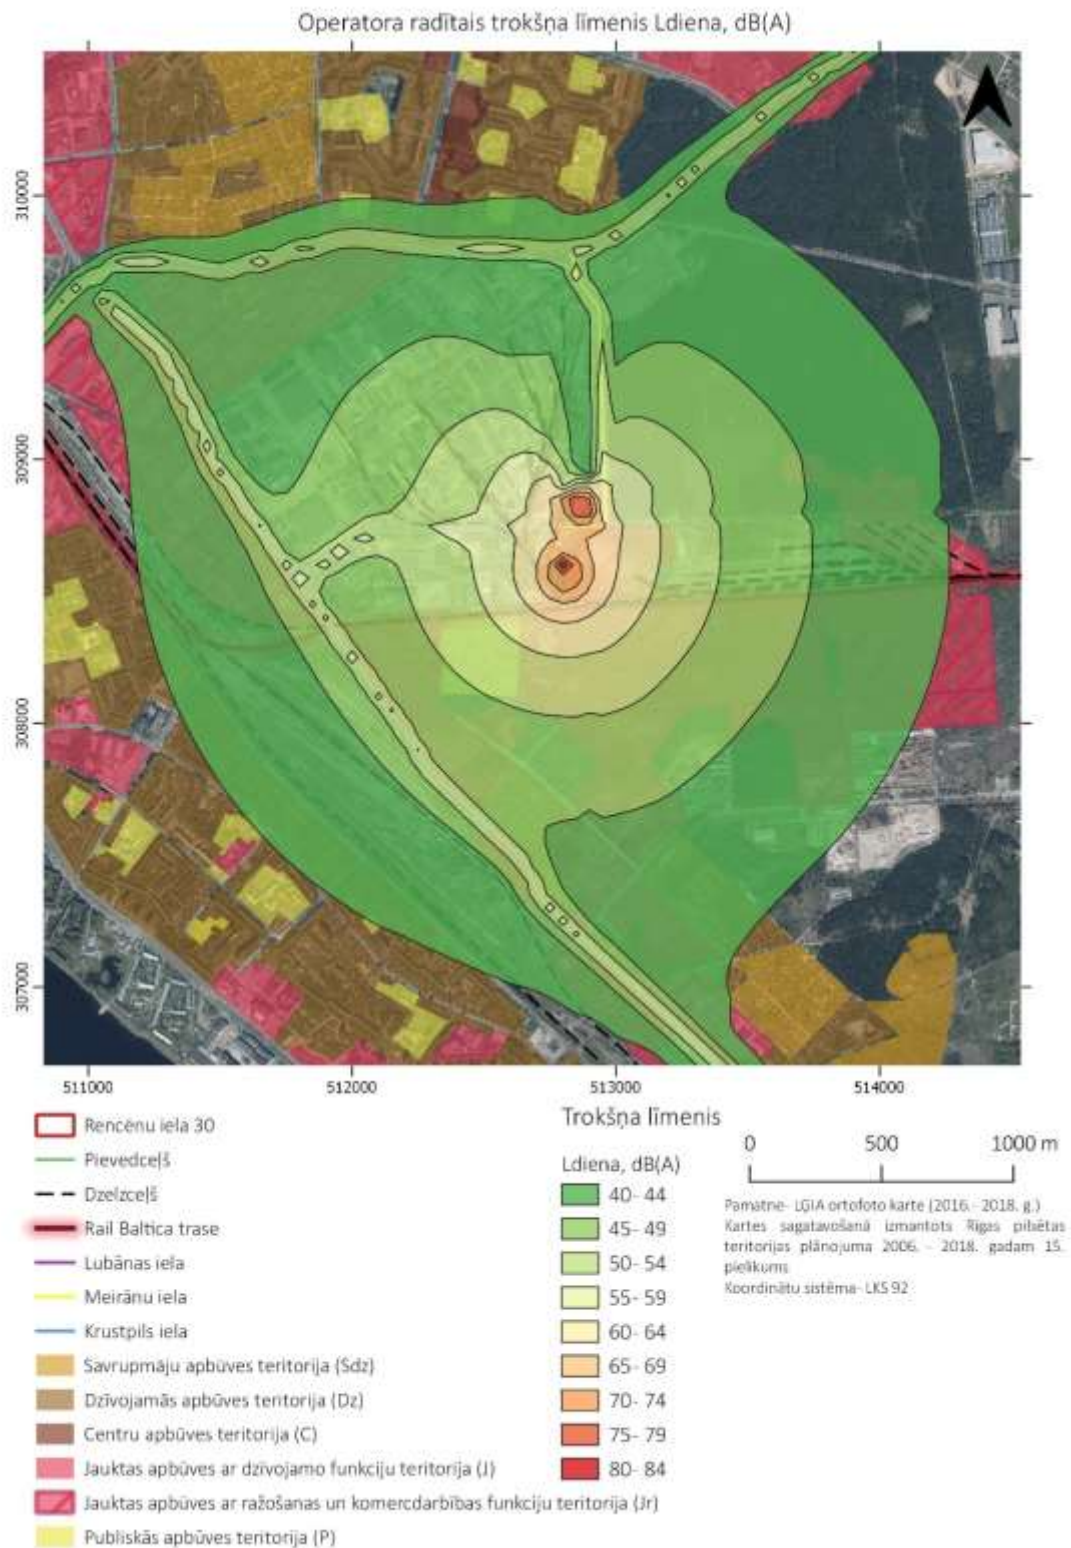 Operatora radītais trokšņa līmenis Ldiena, dB(A)
310000
309000
308000
307000
511000
512000
513000
514000
Rencēnu iela 30
Pievedceļš
Dzelzceļš
Rail Baltica trase
Lubānas iela
Meirānu iela
Krustpils iela
Savrupmāju apbūves teritorija (Sdz)
Dzīvojamās apbūves teritorija (Dz)
Centru apbūves teritorija (C)
Jauktas apbūves ar dzīvojamo funkciju teritorija (J)
Jauktas apbūves ar ražošanas un komercdarbības funkciju teritorija (Jr)
Publiskās apbūves teritorija (P)
Trokšņa līmenis
Ldiena, dB(A)
40- 44
45- 49
50- 54
55- 59
60- 64
65- 69
70- 74
75- 79
80- 84
0 500 1000 m
Pamatne- LĢIA ortofoto karte (2016.- 2018. g.)
Kartes sagatavošanā izmantots Rīgas pilsētas
teritorijas plānojuma 2006. - 2018. gadam 15.
pielikums
Koordinātu sistēma- LKS 92